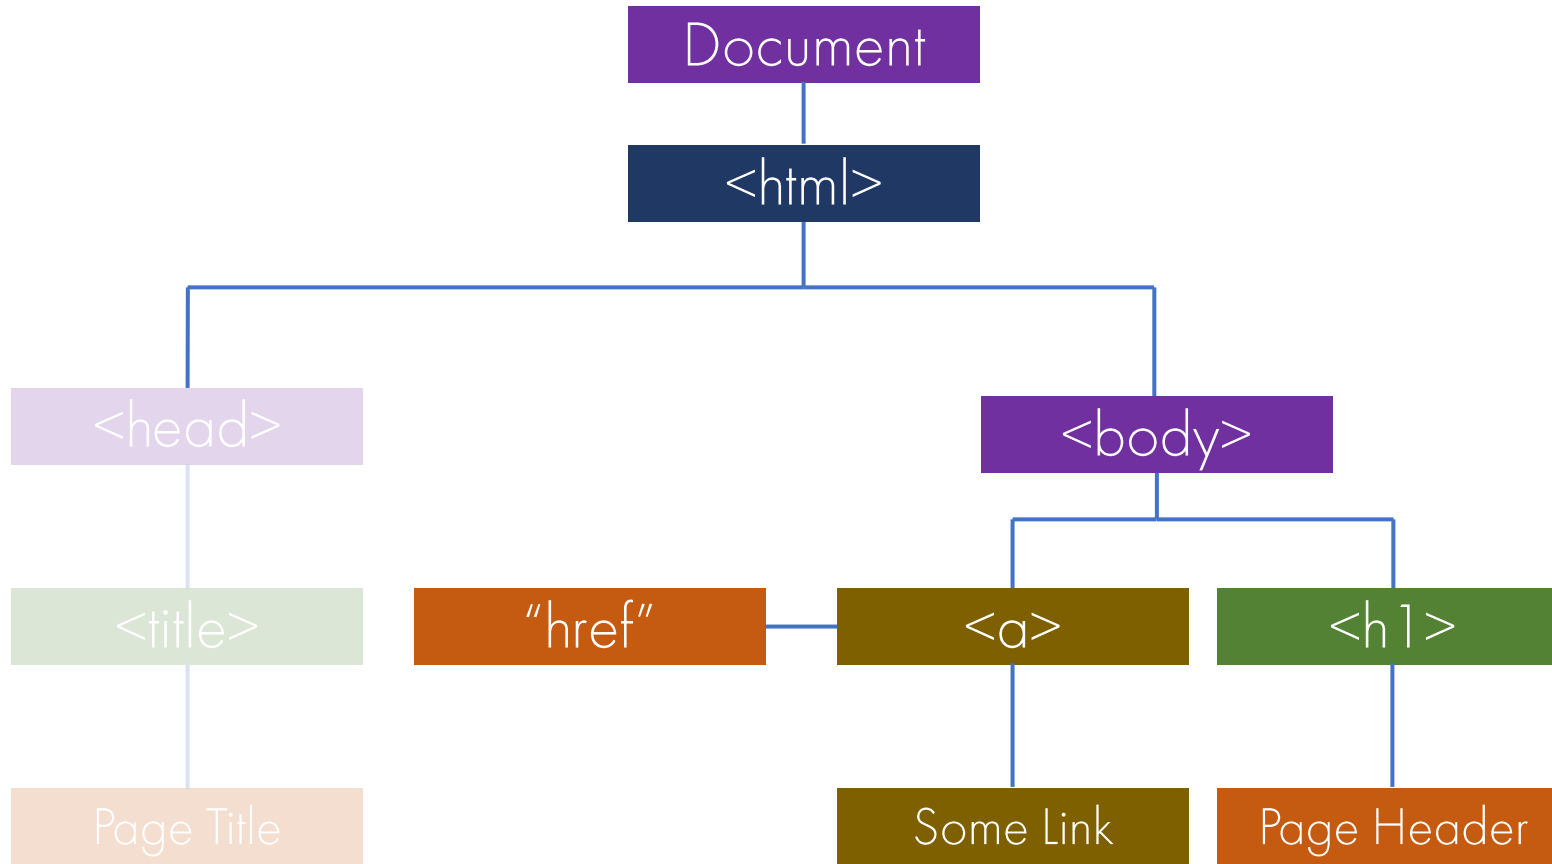 Document
<html>
<head>
<body>
“href”
<a>
<h1>
<title>
Page Title
Some Link
Page Header